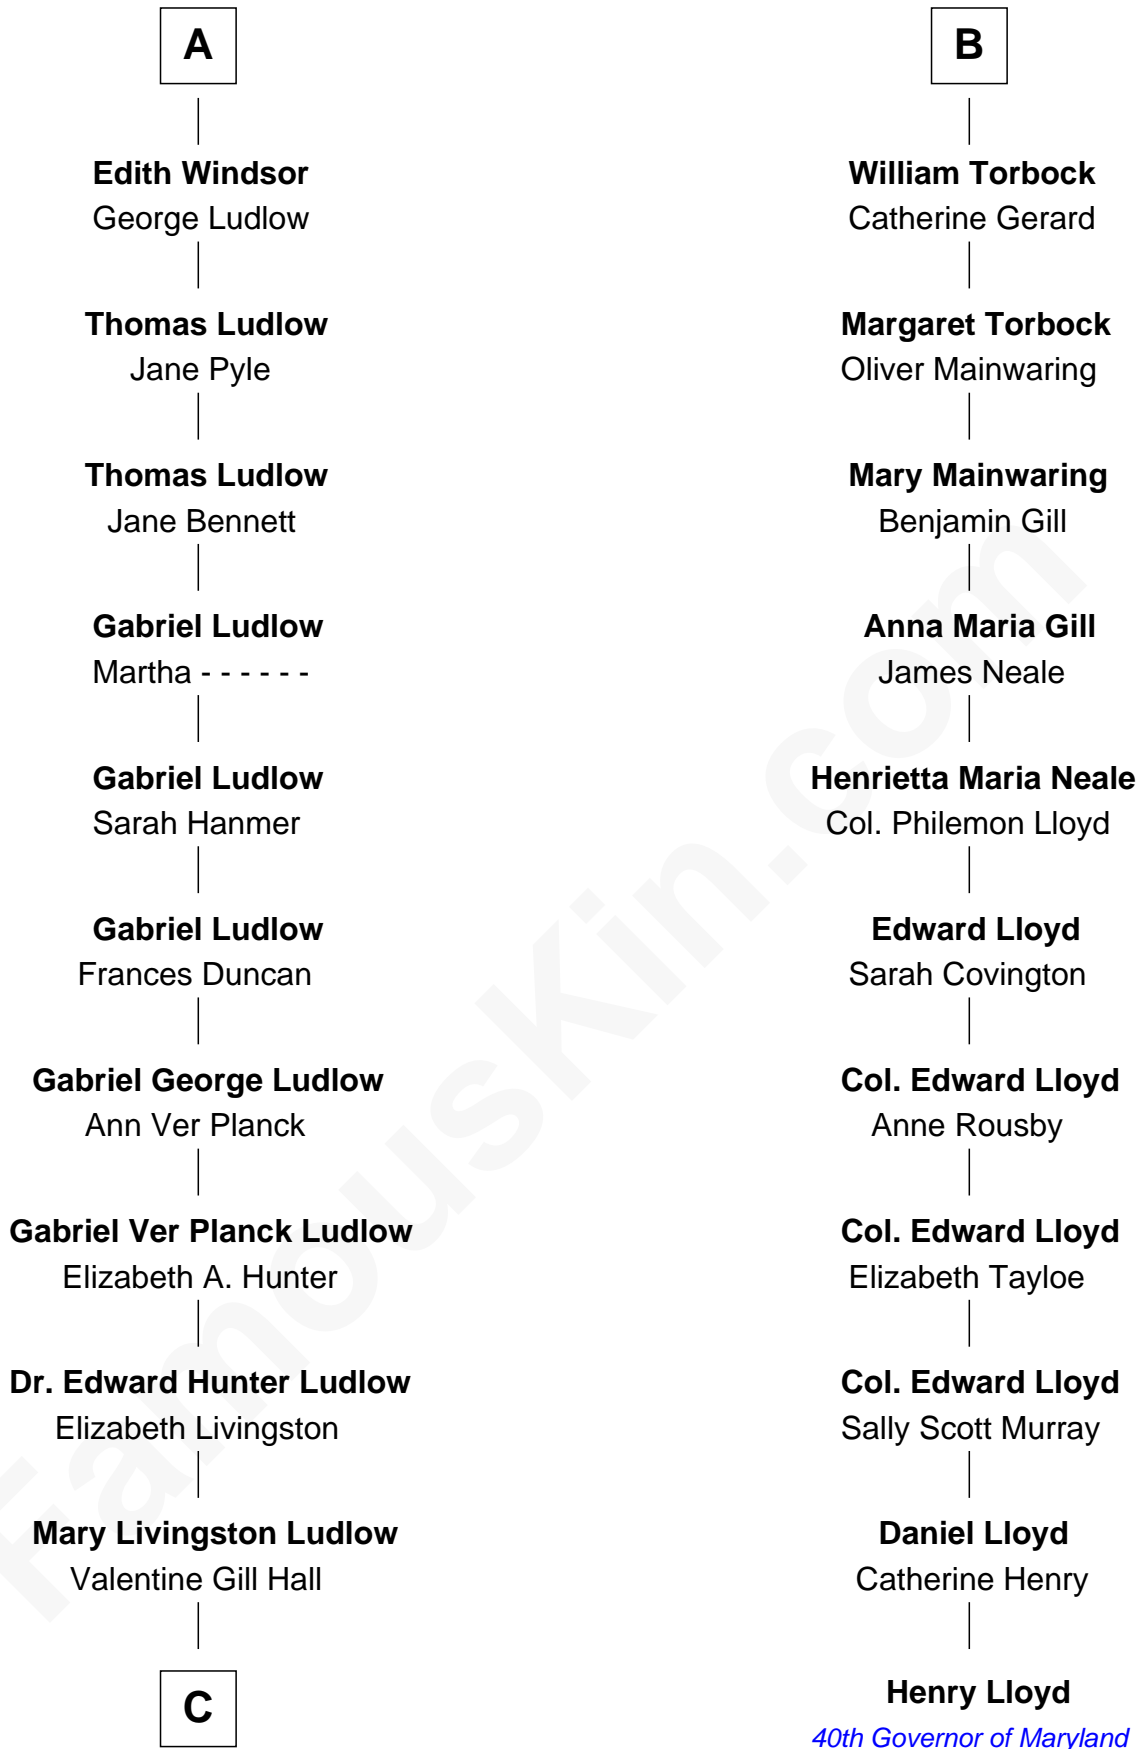 A
Edith Windsor
George Ludlow
Thomas Ludlow
Jane Pyle
Thomas Ludlow
Jane Bennett
Gabriel Ludlow
Martha - - - - - -
Gabriel Ludlow
Sarah Hanmer
Gabriel Ludlow
Frances Duncan
Gabriel George Ludlow
Ann Ver Planck
Gabriel Ver Planck Ludlow
Elizabeth A. Hunter
Dr. Edward Hunter Ludlow
Elizabeth Livingston
Mary Livingston Ludlow
Valentine Gill Hall
C
B
William Torbock
Catherine Gerard
Margaret Torbock
Oliver Mainwaring
Mary Mainwaring
Benjamin Gill
Anna Maria Gill
James Neale
Henrietta Maria Neale
Col. Philemon Lloyd
Edward Lloyd
Sarah Covington
Col. Edward Lloyd
Anne Rousby
Col. Edward Lloyd
Elizabeth Tayloe
Col. Edward Lloyd
Sally Scott Murray
Daniel Lloyd
Catherine Henry
Henry Lloyd
40th Governor of Maryland
FamousKin.com